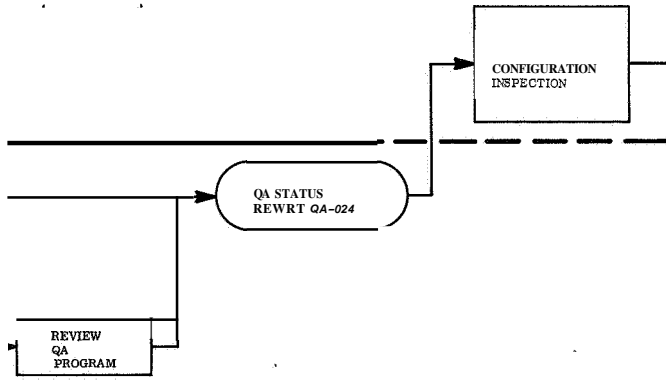 CONFIGURATION
INSPECTION
QA STATUS
REWRT QA-024
REVIEW
QA
PROGRAM